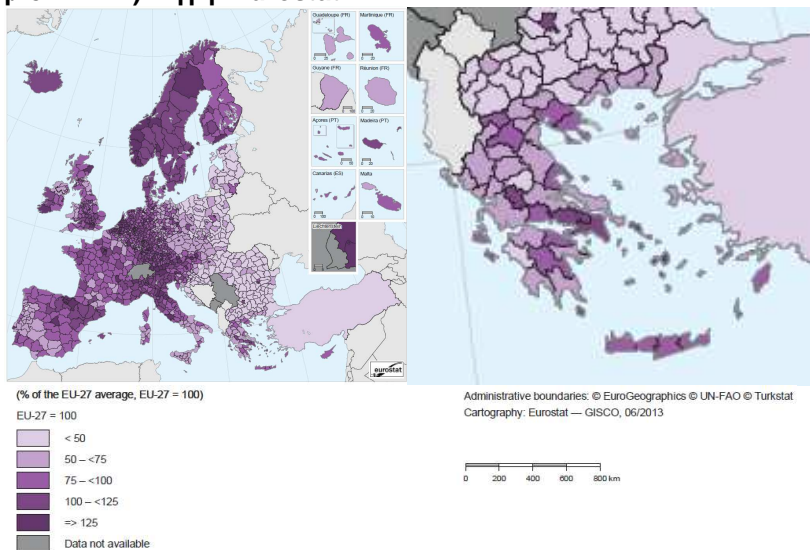 Guadeloupe (FR)
Martinique (FR)
Guyane (FR)
Réunion (FR)
Açores (PT)
Madeira (PT)
Canarias (ES)
Malta
Liechtenstein
eurostat
(% of the EU-27 average, EU-27 = 100)
EU-27 = 100
< 50
50 – <75
75 – <100
100 – <125
=> 125
Data not available
Administrative boundaries: © EuroGeographics © UN-FAO © Turkstat
Cartography: Eurostat — GISCO, 06/2013
0 200 400 600 800 km